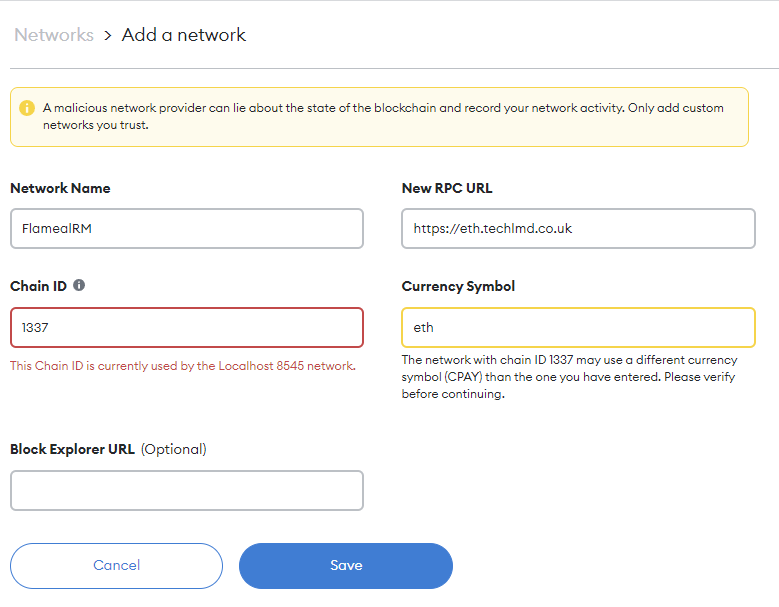 Networks > Add a network
A malicious network provider can lie about the state of the blockchain and record your network activity. Only add custom
networks you trust.
Network Name
FlamealRM
New RPC URL
https://eth.techlmd.co.uk
Chain ID
1337
This Chain ID is currently used by the Localhost 8545 network.
Currency Symbol
eth
The network with chain ID 1337 may use a different currency
symbol (CPAY) than the one you have entered. Please verify
before continuing.
Block Explorer URL (Optional)
Cancel
Save